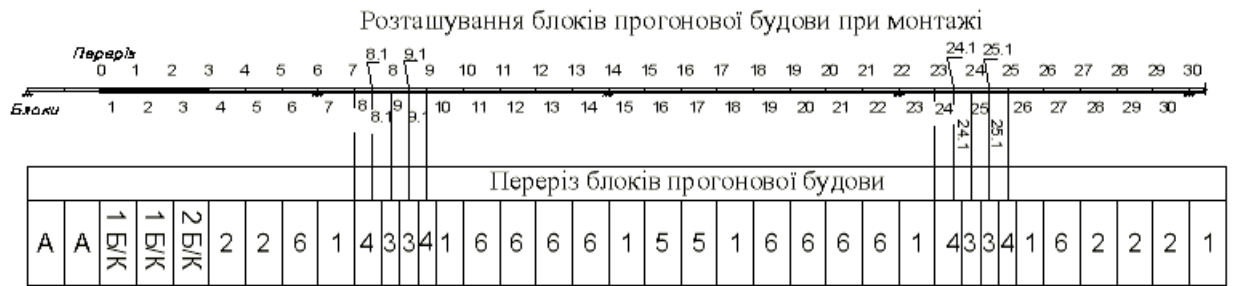 Розташування блоків прогонової будови при монтажі
8.1 9.1 24.1 25.1
Переріз
0 1 2 3 4 5 6 7 8 9 10 11 12 13 14 15 16 17 18 19 20 21 22 23 24 25 26 27 28 29 30
Блоки
1 2 3 4 5 6 7 8 8.1 9 9.1 10 11 12 13 14 15 16 17 18 19 20 21 22 23 24 24.1 25 25.1 26 27 28 29 30
Переріз блоків прогонової будови
А А 1 Б/К 1 Б/К 2 Б/К 2 2 6 1 4 3 3 4 1 6 6 6 6 1 5 5 1 6 6 6 6 1 4 3 3 4 1 6 2 2 2 1